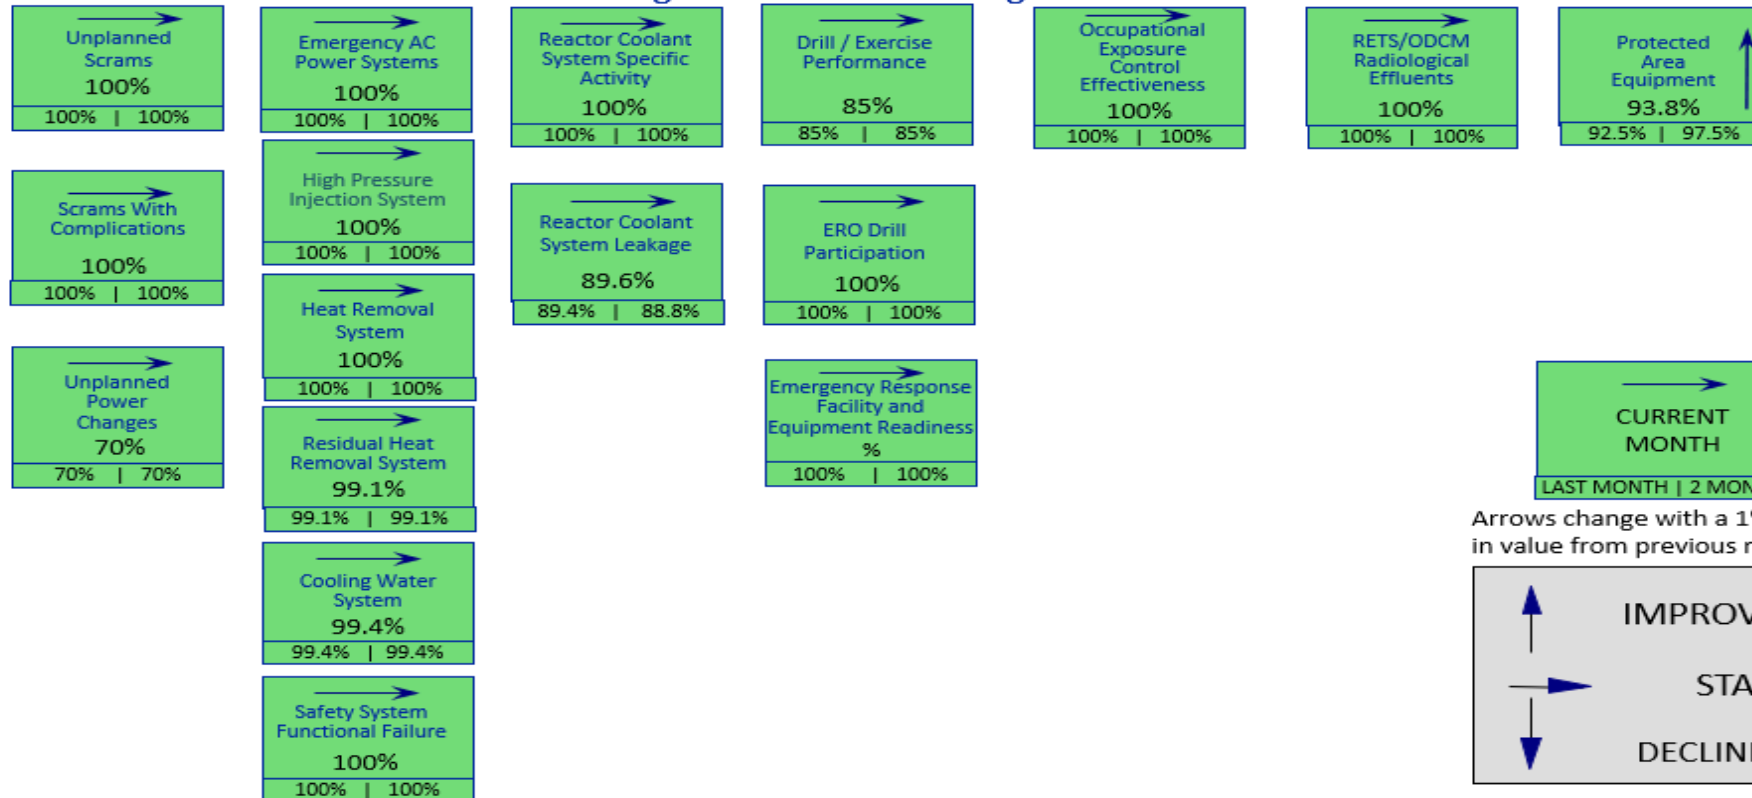 Unplanned
Scrams
100%
100% | 100%
Scrams With
Complications
100%
100% | 100%
Unplanned
Power
Changes
70%
70% | 70%
Emergency AC
Power Systems
100%
100% | 100%
High Pressure
Injection System
100%
100% | 100%
Heat Removal
System
100%
100% | 100%
Residual Heat
Removal System
99.1%
99.1% | 99.1%
Cooling Water
System
99.4%
99.4% | 99.4%
Safety System
Functional Failure
100%
100% | 100%
Reactor Coolant
System Specific
Activity
100%
100% | 100%
Reactor Coolant
System Leakage
89.6%
89.4% | 88.8%
Drill / Exercise
Performance
85%
85% | 85%
ERO Drill
Participation
100%
100% | 100%
Emergency Response
Facility and
Equipment Readiness
%
100% | 100%
Occupational
Exposure
Control
Effectiveness
100%
100% | 100%
RETS/ODCM
Radiological
Effluents
100%
100% | 100%
Protected
Area
Equipment
93.8%
92.5% | 97.5%
CURRENT
MONTH
LAST MONTH | 2 MON
Arrows change with a 1
in value from previous
IMPROV
STA
DECLIN